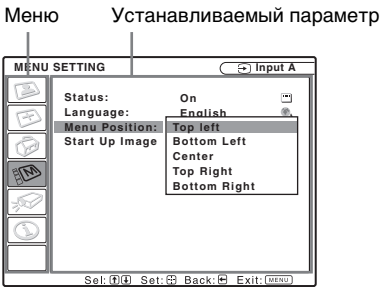 Меню Устанавливаемый параметр
MENU SETTING Input A
Status: On
Language: English
Menu Position: Top left
Start Up Image Bottom Left
Center
Top Right
Bottom Right
Sel: Set: Back: Exit: MENU